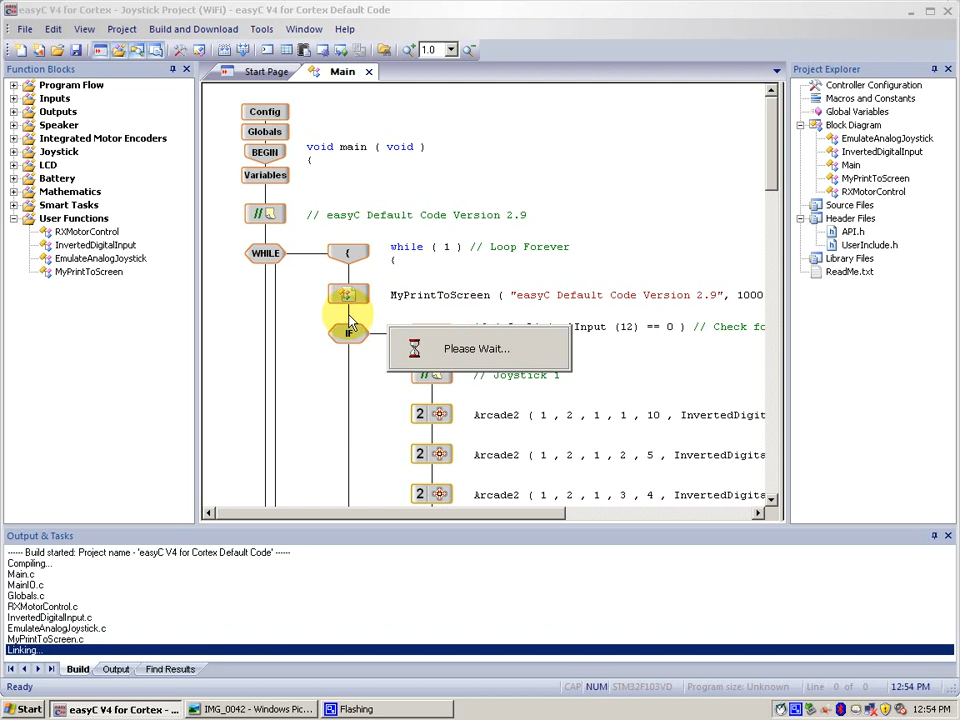 easyC V4 for Cortex - Joystick Project (WiFi) - easyC V4 for Cortex Default Code
File Edit View Project Build and Download Tools Window Help
1.0
Function Blocks
Program Flow
Inputs
Outputs
Speaker
Integrated Motor Encoders
Joystick
LCD
Battery
Mathematics
Smart Tasks
User Functions
RXMotorControl
InvertedDigitalInput
EmulateAnalogJoystick
MyPrintToScreen
Start Page Main
Config
Globals
BEGIN
Variables
void main ( void )
{
// // easyC Default Code Version 2.9
WHILE { while ( 1 ) // Loop Forever
{
MyPrintToScreen ( "easyC Default Code Version 2.9", 1000
IF Input (12) == 0 ) // Check fo
Please Wait...
// // Joystick 1
2 Arcade2 ( 1 , 2 , 1 , 1 , 10 , InvertedDigit
2 Arcade2 ( 1 , 2 , 1 , 2 , 5 , InvertedDigita
2 Arcade2 ( 1 , 2 , 1 , 3 , 4 , InvertedDigita
Project Explorer
Controller Configuration
Macros and Constants
Global Variables
Block Diagram
EmulateAnalogJoystick
InvertedDigitalInput
Main
MyPrintToScreen
RXMotorControl
Source Files
Header Files
API.h
UserInclude.h
Library Files
ReadMe.txt
Output & Tasks
------ Build started: Project name - 'easyC V4 for Cortex Default Code' ------
Compiling...
Main.c
MainIO.c
Globals.c
RXMotorControl.c
InvertedDigitalInput.c
EmulateAnalogJoystick.c
MyPrintToScreen.c
Linking...
Build Output Find Results
Ready CAP NUM STM32F103VD Program size: Unknown Line 0 of 0 12:54 PM
Start easyC V4 for Cortex - ... IMG_0042 - Windows Pic... Flashing 12:54 PM